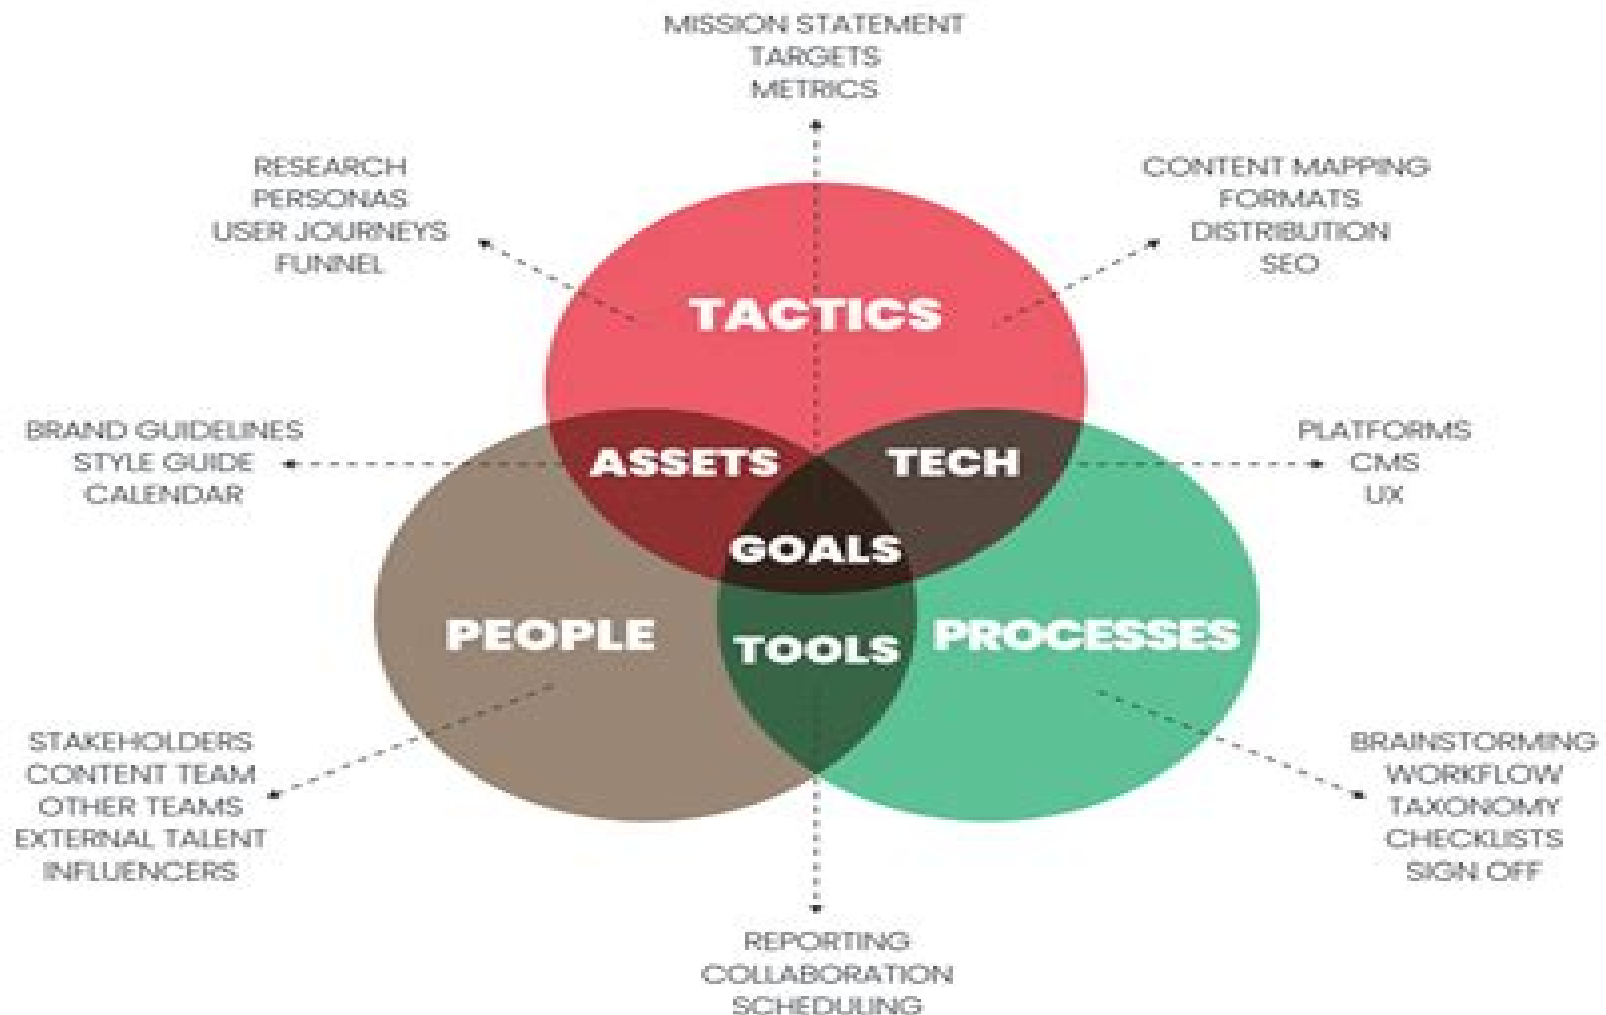 MISSION STATEMENT
TARGETS
METRICS
RESEARCH
PERSONAS
USER JOURNEYS
FUNNEL
CONTENT MAPPING
FORMATS
DISTRIBUTION
SEO
TACTICS
BRAND GUIDELINES
STYLE GUIDE
CALENDAR
ASSETS
TECH
PLATFORMS
CMS
UX
GOALS
PEOPLE
TOOLS
PROCESSES
STAKEHOLDERS
CONTENT TEAM
OTHER TEAMS
EXTERNAL TALENT
INFLUENCERS
BRAINSTORMING
WORKFLOW
TAXONOMY
CHECKLISTS
SIGN OFF
REPORTING
COLLABORATION
SCHEDULING